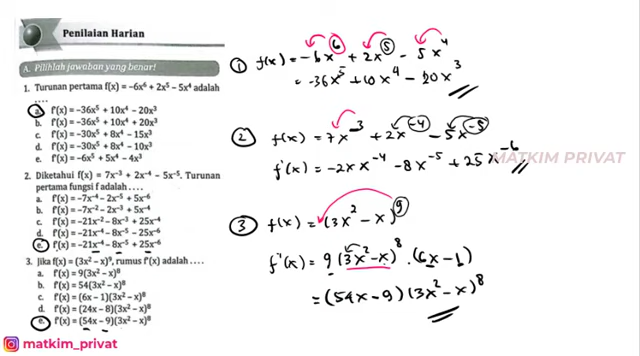 Penilaian Harian
A. Pilihlah jawaban yang benar!
1. Turunan pertama f(x) = -6x⁶ + 2x⁵ - 5x⁴ adalah
....
a. f'(x) = -36x⁵ + 10x⁴ - 20x³
b. f'(x) = -36x⁵ + 10x⁴ + 20x³
c. f'(x) = -30x⁵ + 8x⁴ - 15x³
d. f'(x) = -30x⁵ + 8x⁴ - 10x³
e. f'(x) = -6x⁵ + 5x⁴ - 4x³
2. Diketahui f(x) = 7x⁻³ + 2x⁻⁴ - 5x⁻⁵. Turunan
pertama fungsi f adalah ....
a. f'(x) = -7x⁻⁴ - 2x⁻⁵ + 5x⁻⁶
b. f'(x) = -7x⁻² - 2x⁻³ + 5x⁻⁴
c. f'(x) = -21x⁻² - 8x⁻³ + 25x⁻⁴
d. f'(x) = -21x⁻⁴ - 8x⁻⁵ - 25x⁻⁶
e. f'(x) = -21x⁻⁴ - 8x⁻⁵ + 25x⁻⁶
3. Jika f(x) = (3x² - x)⁹, rumus f'(x) adalah ....
a. f'(x) = 9(3x² - x)⁸
b. f'(x) = 54(3x² - x)⁸
c. f'(x) = (6x - 1)(3x² - x)⁸
d. f'(x) = (24x - 8)(3x² - x)⁸
e. f'(x) = (54x - 9)(3x² - x)⁸
matkim_privat
① f(x) = -6x⁶ + 2x⁵ - 5x⁴
= -36x⁵ + 10x⁴ - 20x³
② f(x) = 7x⁻³ + 2x⁻⁴ - 5x⁻⁵
f'(x) = -21x⁻⁴ - 8x⁻⁵ + 25x⁻⁶
MATKIM PRIVAT
③ f(x) = (3x² - x)⁹
f'(x) = 9(3x² - x)⁸ . (6x - 1)
= (54x - 9)(3x² - x)⁸